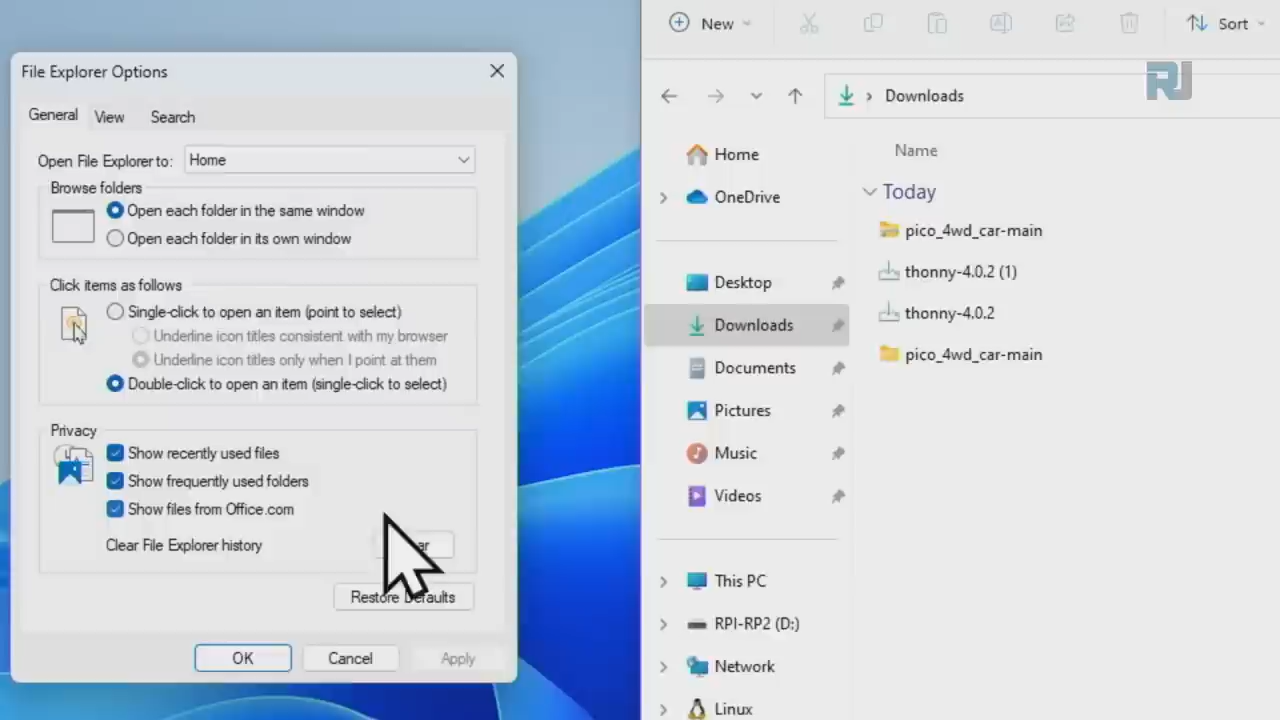 File Explorer Options
General View Search
Open File Explorer to: Home
Browse folders
Open each folder in the same window
Open each folder in its own window
Click items as follows
Single-click to open an item (point to select)
Underline icon titles consistent with my browser
Underline icon titles only when I point at them
Double-click to open an item (single-click to select)
Privacy
Show recently used files
Show frequently used folders
Show files from Office.com
Clear File Explorer history
Restore Defaults
OK Cancel Apply
New Sort
RJ
Downloads
Home
OneDrive
Desktop
Downloads
Documents
Pictures
Music
Videos
This PC
RPI-RP2 (D:)
Network
Linux
Name
Today
pico_4wd_car-main
thonny-4.0.2 (1)
thonny-4.0.2
pico_4wd_car-main